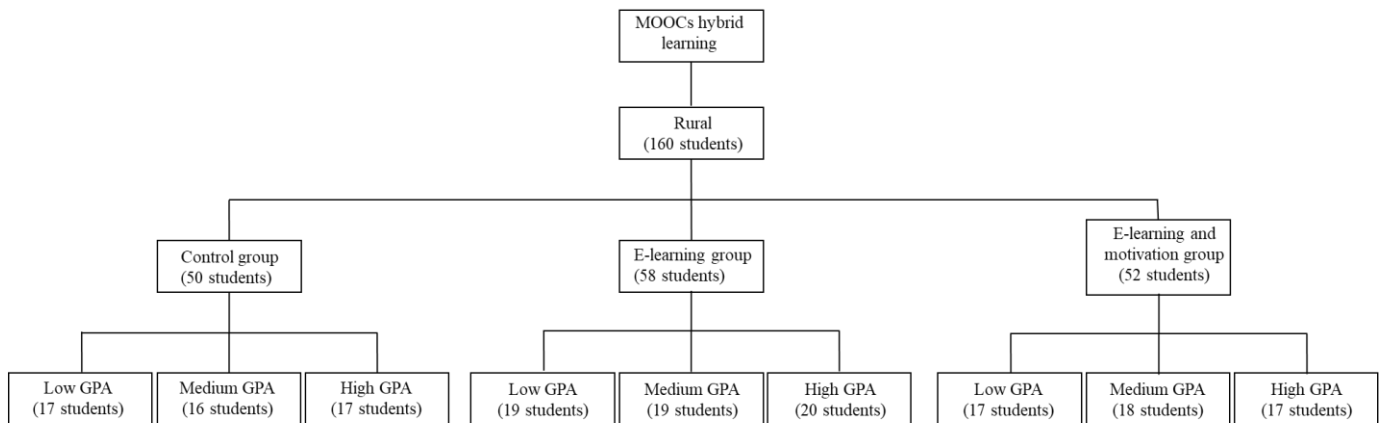 MOOCs hybrid
learning
Rural
(160 students)
Control group
(50 students)
E-learning group
(58 students)
E-learning and
motivation group
(52 students)
Low GPA
(17 students)
Medium GPA
(16 students)
High GPA
(17 students)
Low GPA
(19 students)
Medium GPA
(19 students)
High GPA
(20 students)
Low GPA
(17 students)
Medium GPA
(18 students)
High GPA
(17 students)